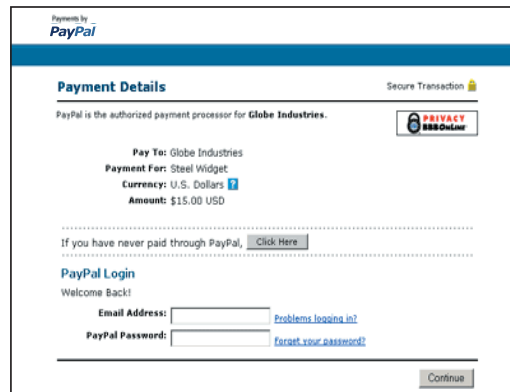 Payments by
PayPal
Payment Details
Secure Transaction
PayPal is the authorized payment processor for Globe Industries.
PRIVACY
BBBONLINE
Pay To: Globe Industries
Payment For: Steel Widget
Currency: U.S. Dollars ?
Amount: $15.00 USD
If you have never paid through PayPal, Click Here
PayPal Login
Welcome Back!
Email Address:
Problems logging in?
PayPal Password:
Forget your password?
Continue